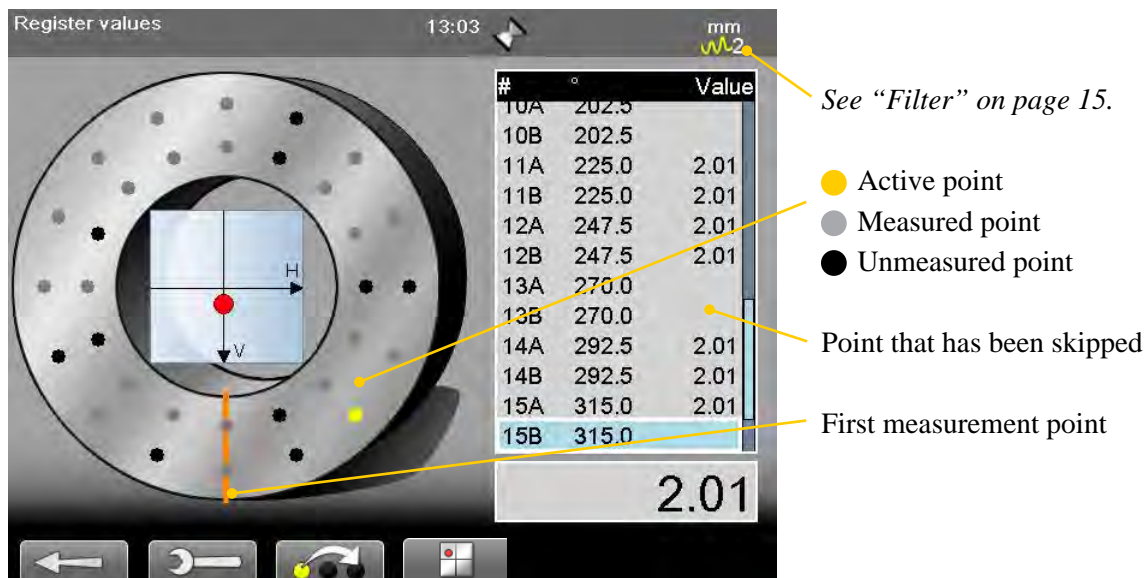 Register values 13:03 mm
2
# ° Value
10A 202.5
10B 202.5
11A 225.0 2.01
11B 225.0 2.01
12A 247.5 2.01
12B 247.5 2.01
13A 270.0
13B 270.0
14A 292.5 2.01
14B 292.5 2.01
15A 315.0 2.01
15B 315.0
2.01
H
V
See “Filter” on page 15.
Active point
Measured point
Unmeasured point
Point that has been skipped
First measurement point